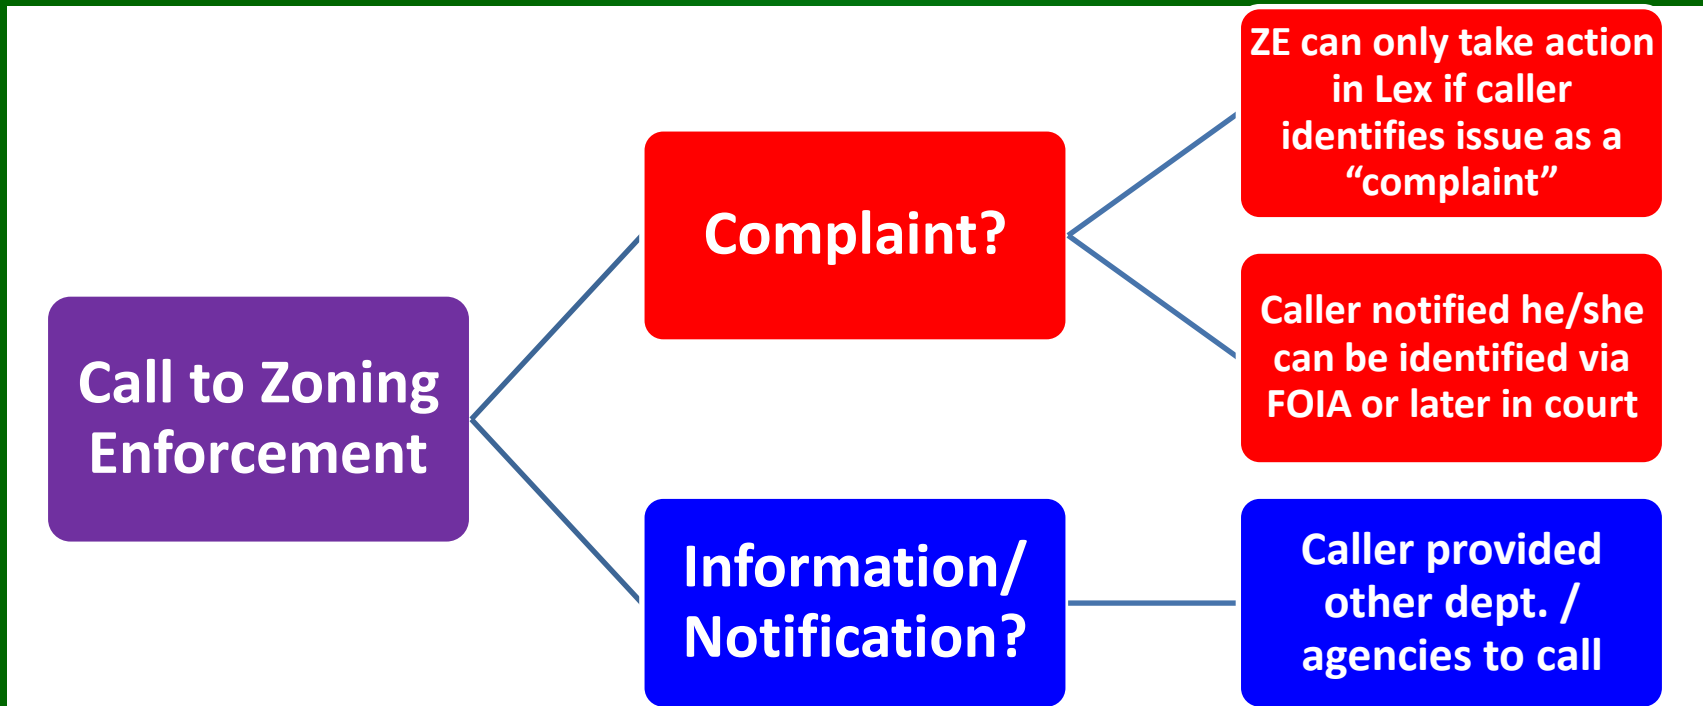 Call to Zoning
Enforcement
Complaint?
ZE can only take action
in Lex if caller
identifies issue as a
“complaint”
Caller notified he/she
can be identified via
FOIA or later in court
Information/
Notification?
Caller provided
other dept. /
agencies to call